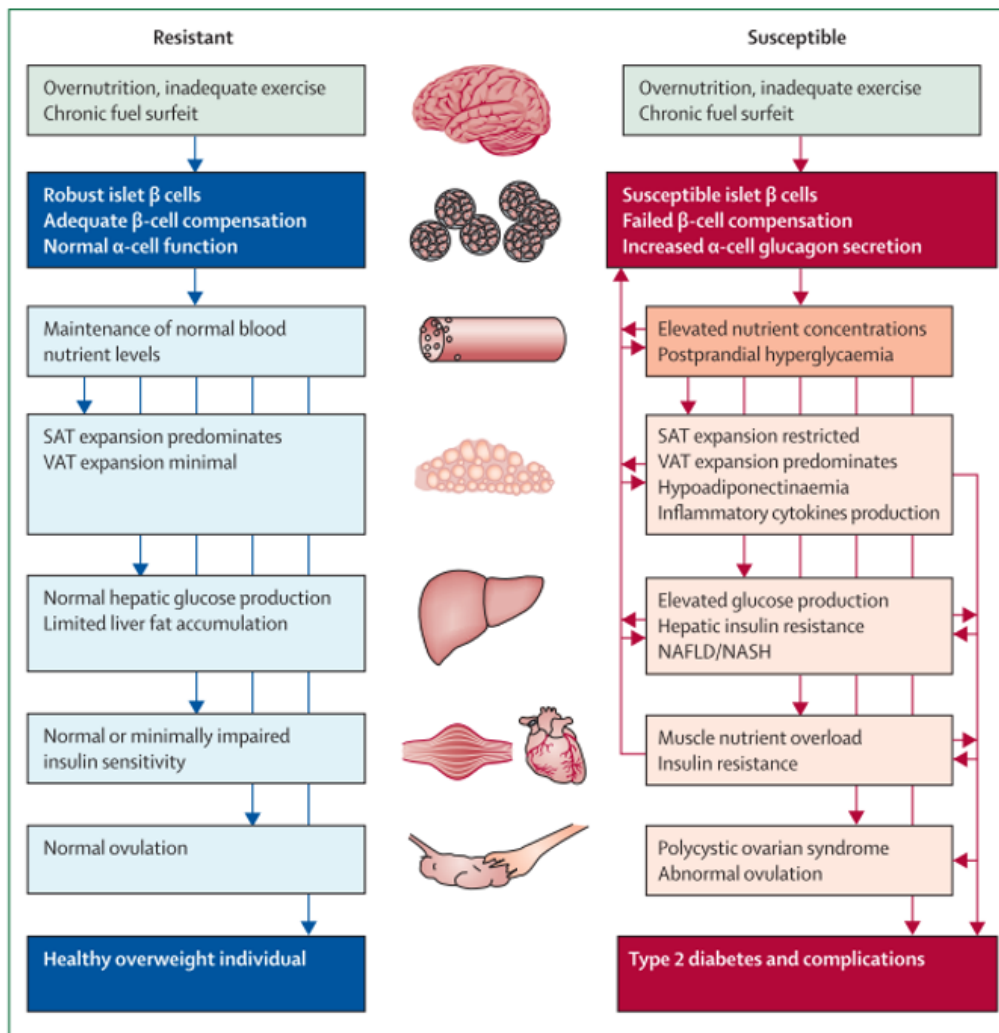 Resistant
Overnutrition, inadequate exercise
Chronic fuel surfeit
Robust islet β cells
Adequate β-cell compensation
Normal α-cell function
Maintenance of normal blood
nutrient levels
SAT expansion predominates
VAT expansion minimal
Normal hepatic glucose production
Limited liver fat accumulation
Normal or minimally impaired
insulin sensitivity
Normal ovulation
Healthy overweight individual
Susceptible
Overnutrition, inadequate exercise
Chronic fuel surfeit
Susceptible islet β cells
Failed β-cell compensation
Increased α-cell glucagon secretion
Elevated nutrient concentrations
Postprandial hyperglycaemia
SAT expansion restricted
VAT expansion predominates
Hypoadiponectinaemia
Inflammatory cytokines production
Elevated glucose production
Hepatic insulin resistance
NAFLD/NASH
Muscle nutrient overload
Insulin resistance
Polycystic ovarian syndrome
Abnormal ovulation
Type 2 diabetes and complications